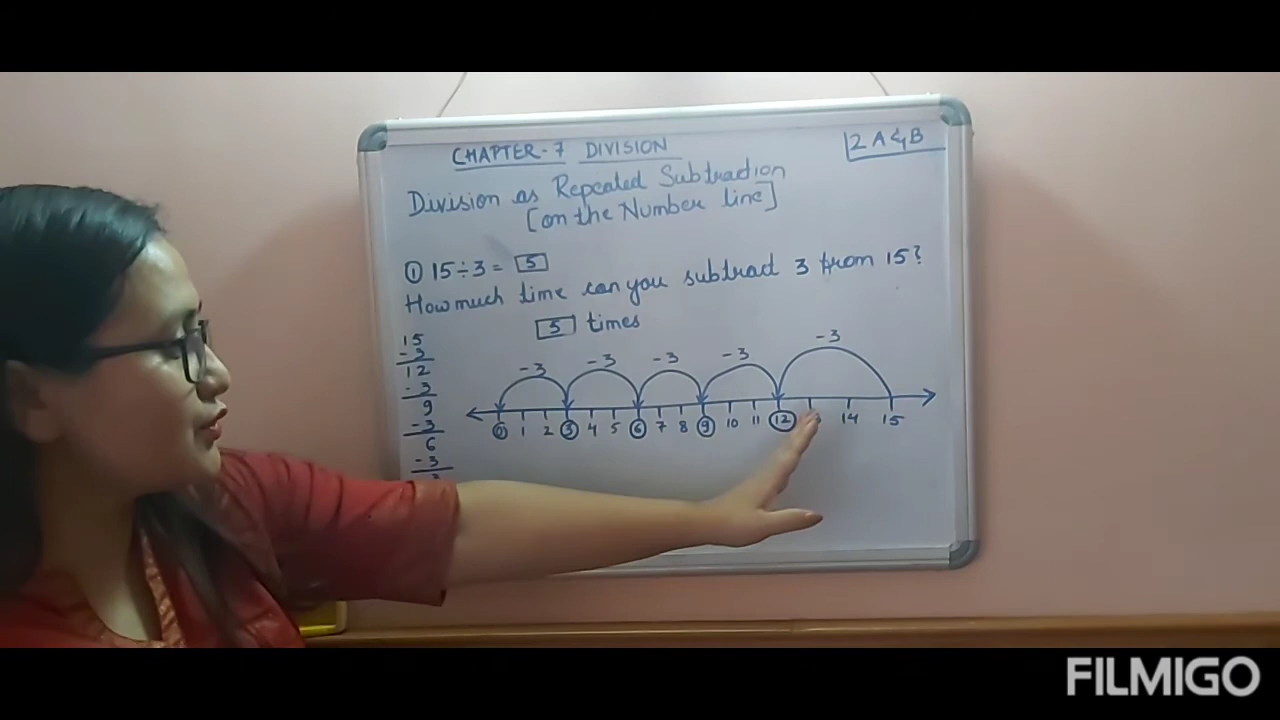 CHAPTER-7 DIVISION
2 A & B
Division as Repeated Subtraction
[on the Number line]
① 15÷3= 5
How much time can you subtract 3 from 15?
5 times
15
-3
12
-3
9
-3
6
-3
3
-3 -3 -3 -3 -3
0 1 2 3 4 5 6 7 8 9 10 11 12 14 15
FILMIGO